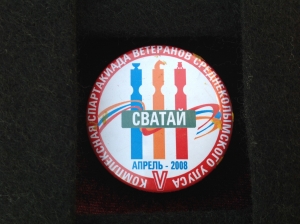 КОМПЛЕКСНАЯ СПАРТАКИАДА ВЕТЕРАНОВ СРЕДНЕКОЛЫМСКОГО УЛУСА
СВАТАЙ
АПРЕЛЬ - 2008
V